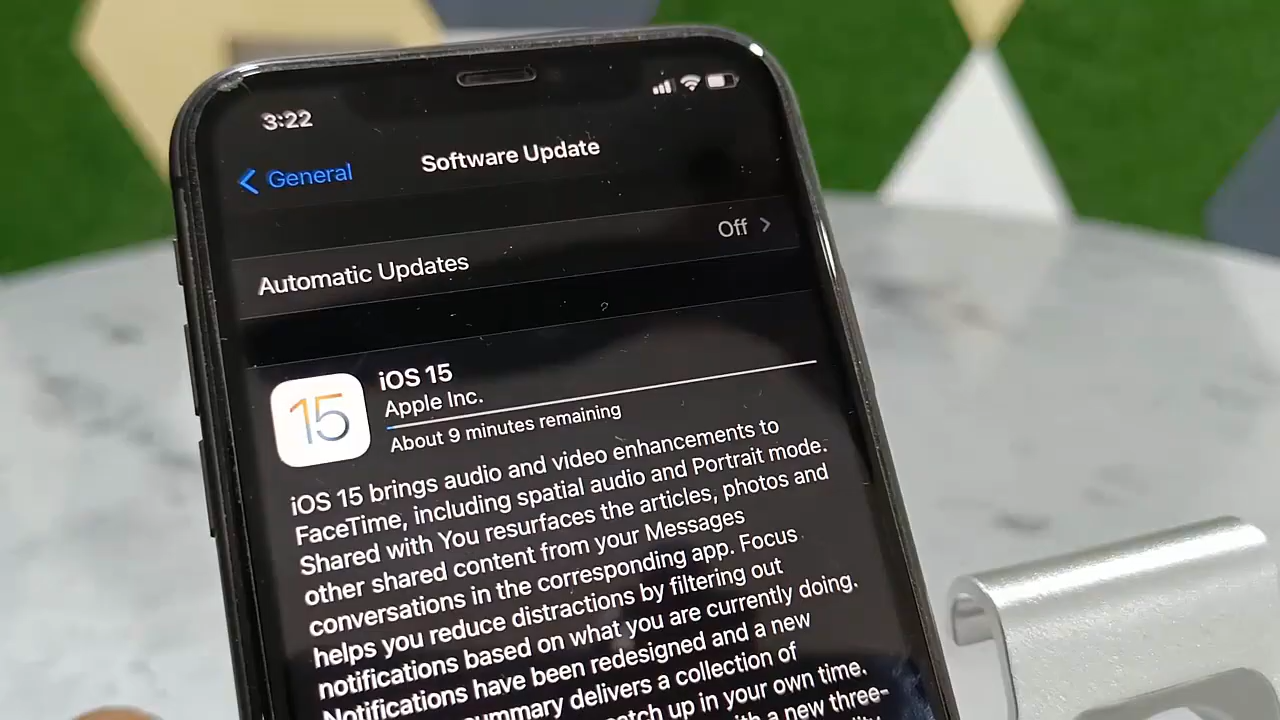 3:22
General
Software Update
Automatic Updates
Off
15
iOS 15
Apple Inc.
About 9 minutes remaining
iOS 15 brings audio and video enhancements to
FaceTime, including spatial audio and Portrait mode.
Shared with You resurfaces the articles, photos and
other shared content from your Messages
conversations in the corresponding app. Focus
helps you reduce distractions by filtering out
notifications based on what you are currently doing.
Notifications have been redesigned and a new
delivers a collection of
in your own time.
with a new three-